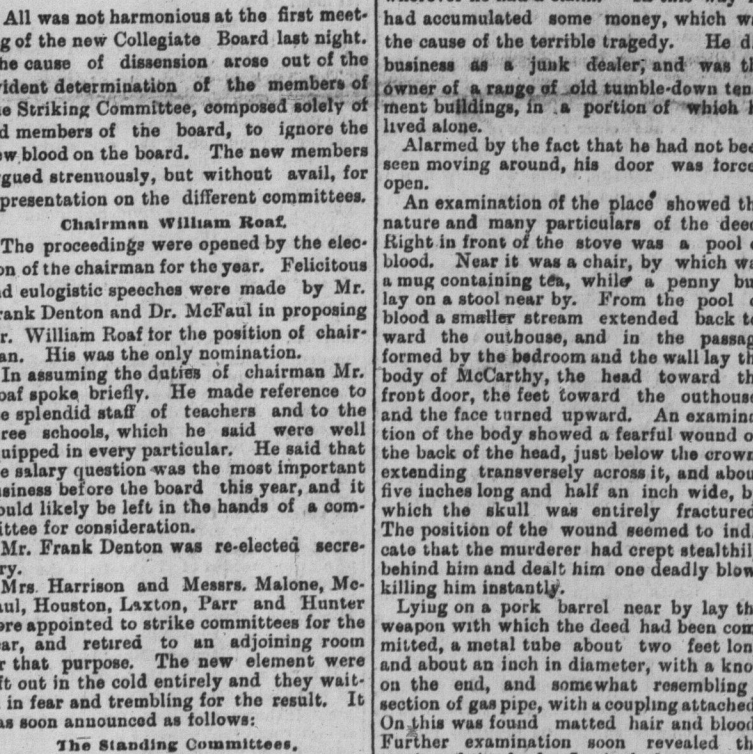 All was not harmonious at the first meet-
g of the new Collegiate Board last night.
he cause of dissension arose out of the
vident determination of the members of
e Striking Committee, composed solely of
d members of the board, to ignore the
ew blood on the board. The new members
rgued strenuously, but without avail, for
presentation on the different committees.
Chairman William Roaf.
The proceedings were opened by the elec-
on of the chairman for the year. Felicitous
nd eulogistic speeches were made by Mr.
rank Denton and Dr. McFaul in proposing
r. William Roaf for the position of chair-
an. His was the only nomination.
In assuming the duties of chairman Mr.
oaf spoke briefly. He made reference to
e splendid staff of teachers and to the
ree schools, which he said were well
uipped in every particular. He said that
e salary question was the most important
usiness before the board this year, and it
ould likely be left in the hands of a com-
ittee for consideration.
Mr. Frank Denton was re-elected secre-
ry.
Mrs. Harrison and Messrs. Malone, Mc-
aul, Houston, Laxton, Parr and Hunter
ere appointed to strike committees for the
ar, and retired to an adjoining room
r that purpose. The new element were
ft out in the cold entirely and they wait-
in fear and trembling for the result. It
as soon announced as follows:
The Standing Committees.
had accumulated some money, which w
the cause of the terrible tragedy. He d
business as a junk dealer, and was th
owner of a range of old tumble-down ten
ment buildings, in a portion of which h
lived alone.
Alarmed by the fact that he had not bee
seen moving around, his door was force
open.
An examination of the place showed th
nature and many particulars of the deed
Right in front of the stove was a pool o
blood. Near it was a chair, by which wa
a mug containing tea, while a penny bu
lay on a stool near by. From the pool
blood a smaller stream extended back t
ward the outhouse, and in the passag
formed by the bedroom and the wall lay th
body of McCarthy, the head toward th
front door, the feet toward the outhous
and the face turned upward. An examina
tion of the body showed a fearful wound o
the back of the head, just below the crown
extending transversely across it, and abou
five inches long and half an inch wide, b
which the skull was entirely fractured
The position of the wound seemed to ind
cate that the murderer had crept stealthil
behind him and dealt him one deadly blow
killing him instantly.
Lying on a pork barrel near by lay th
weapon with which the deed had been com
mitted, a metal tube about two feet lon
and about an inch in diameter, with a kno
on the end, and somewhat resembling
section of gas pipe, with a coupling attached
On this was found matted hair and blood
Further examination soon revealed th